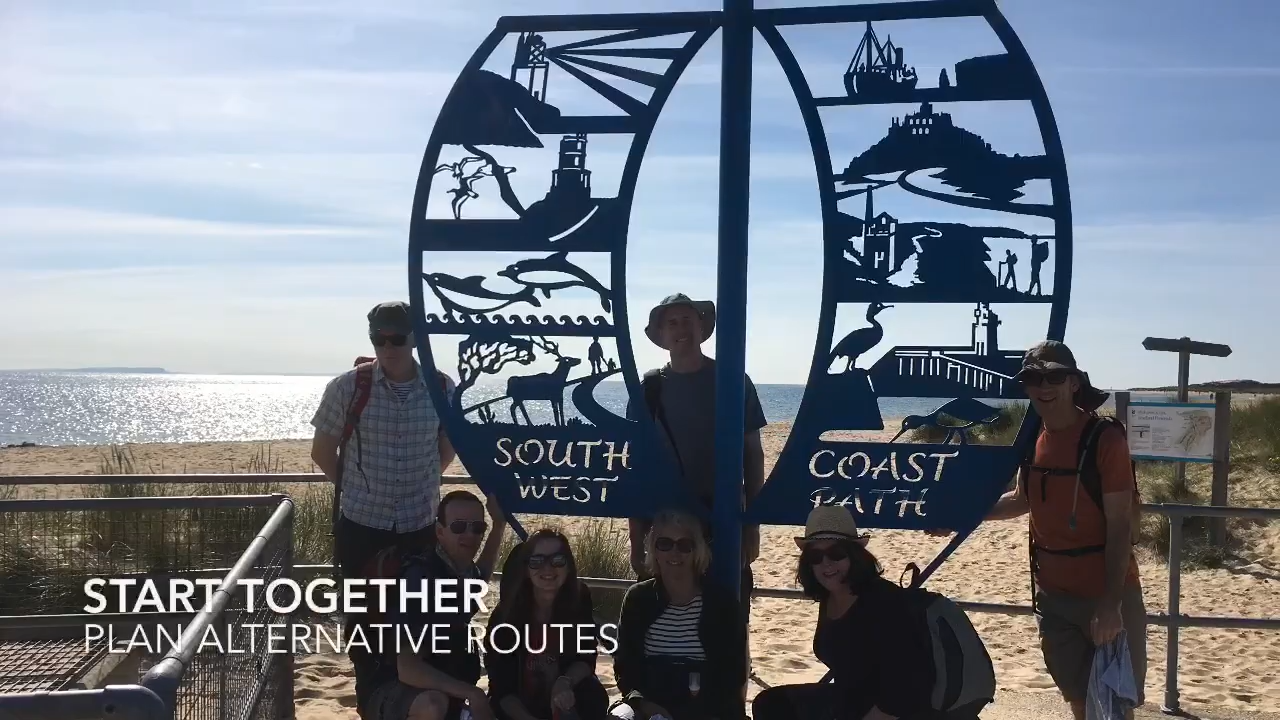 SOUTH
WEST
COAST
PATH
START TOGETHER
PLAN ALTERNATIVE ROUTES